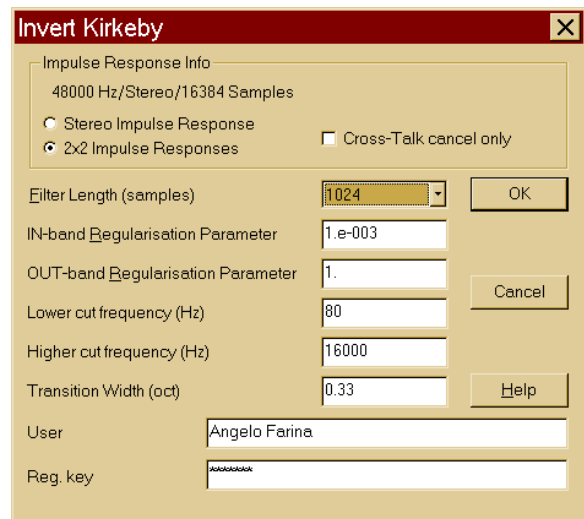 Invert Kirkeby
Impulse Response Info
48000 Hz/Stereo/16384 Samples
Stereo Impulse Response
2x2 Impulse Responses
Cross-Talk cancel only
Filter Length (samples) 1024 OK
IN-band Regularisation Parameter 1.e-003
OUT-band Regularisation Parameter 1.
Cancel
Lower cut frequency (Hz) 80
Higher cut frequency (Hz) 16000
Transition Width (oct) 0.33 Help
User Angelo Farina
Reg. key *******